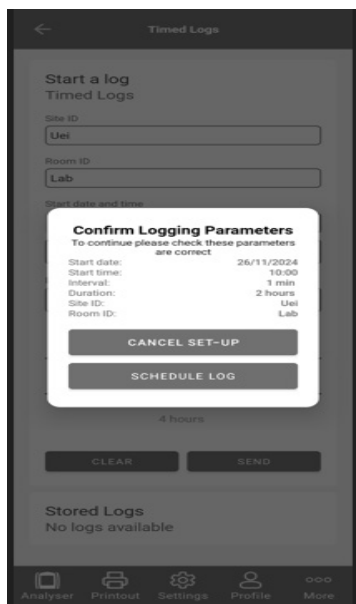 Timed Logs
Start a log
Timed Logs
Site ID
Uei
Room ID
Lab
Start date and time
Confirm Logging Parameters
To continue please check these parameters
are correct
Start date: 26/11/2024
Start time: 10:00
Interval: 1 min
Duration: 2 hours
Site ID: Uei
Room ID: Lab
CANCEL SET-UP
SCHEDULE LOG
4 hours
CLEAR SEND
Stored Logs
No logs available
Analyser Printout Settings Profile More